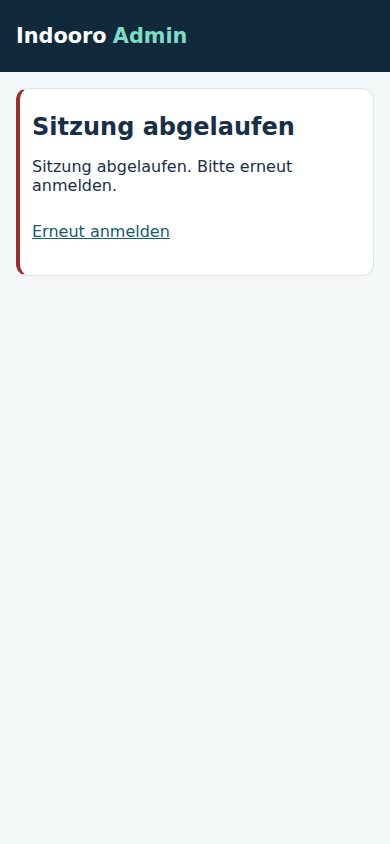 Indooro Admin
Sitzung abgelaufen
Sitzung abgelaufen. Bitte erneut
anmelden.
Erneut anmelden